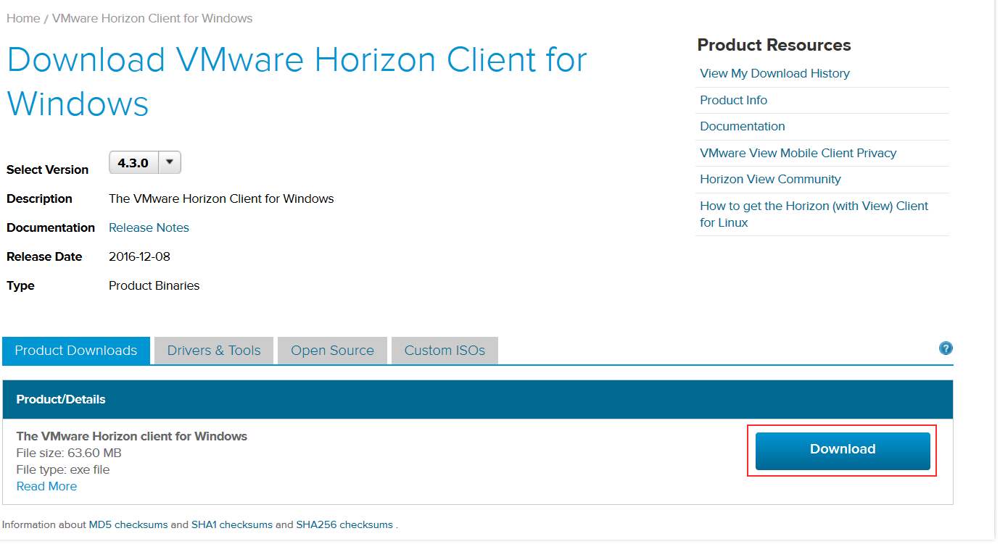 Home / VMware Horizon Client for Windows
Download VMware Horizon Client for
Windows
Select Version 4.3.0
Description The VMware Horizon Client for Windows
Documentation Release Notes
Release Date 2016-12-08
Type Product Binaries
Product Resources
View My Download History
Product Info
Documentation
VMware View Mobile Client Privacy
Horizon View Community
How to get the Horizon (with View) Client
for Linux
Product Downloads Drivers & Tools Open Source Custom ISOs ?
Product/Details
The VMware Horizon client for Windows
File size: 63.60 MB
File type: exe file
Read More
Download
Information about MD5 checksums and SHA1 checksums and SHA256 checksums .